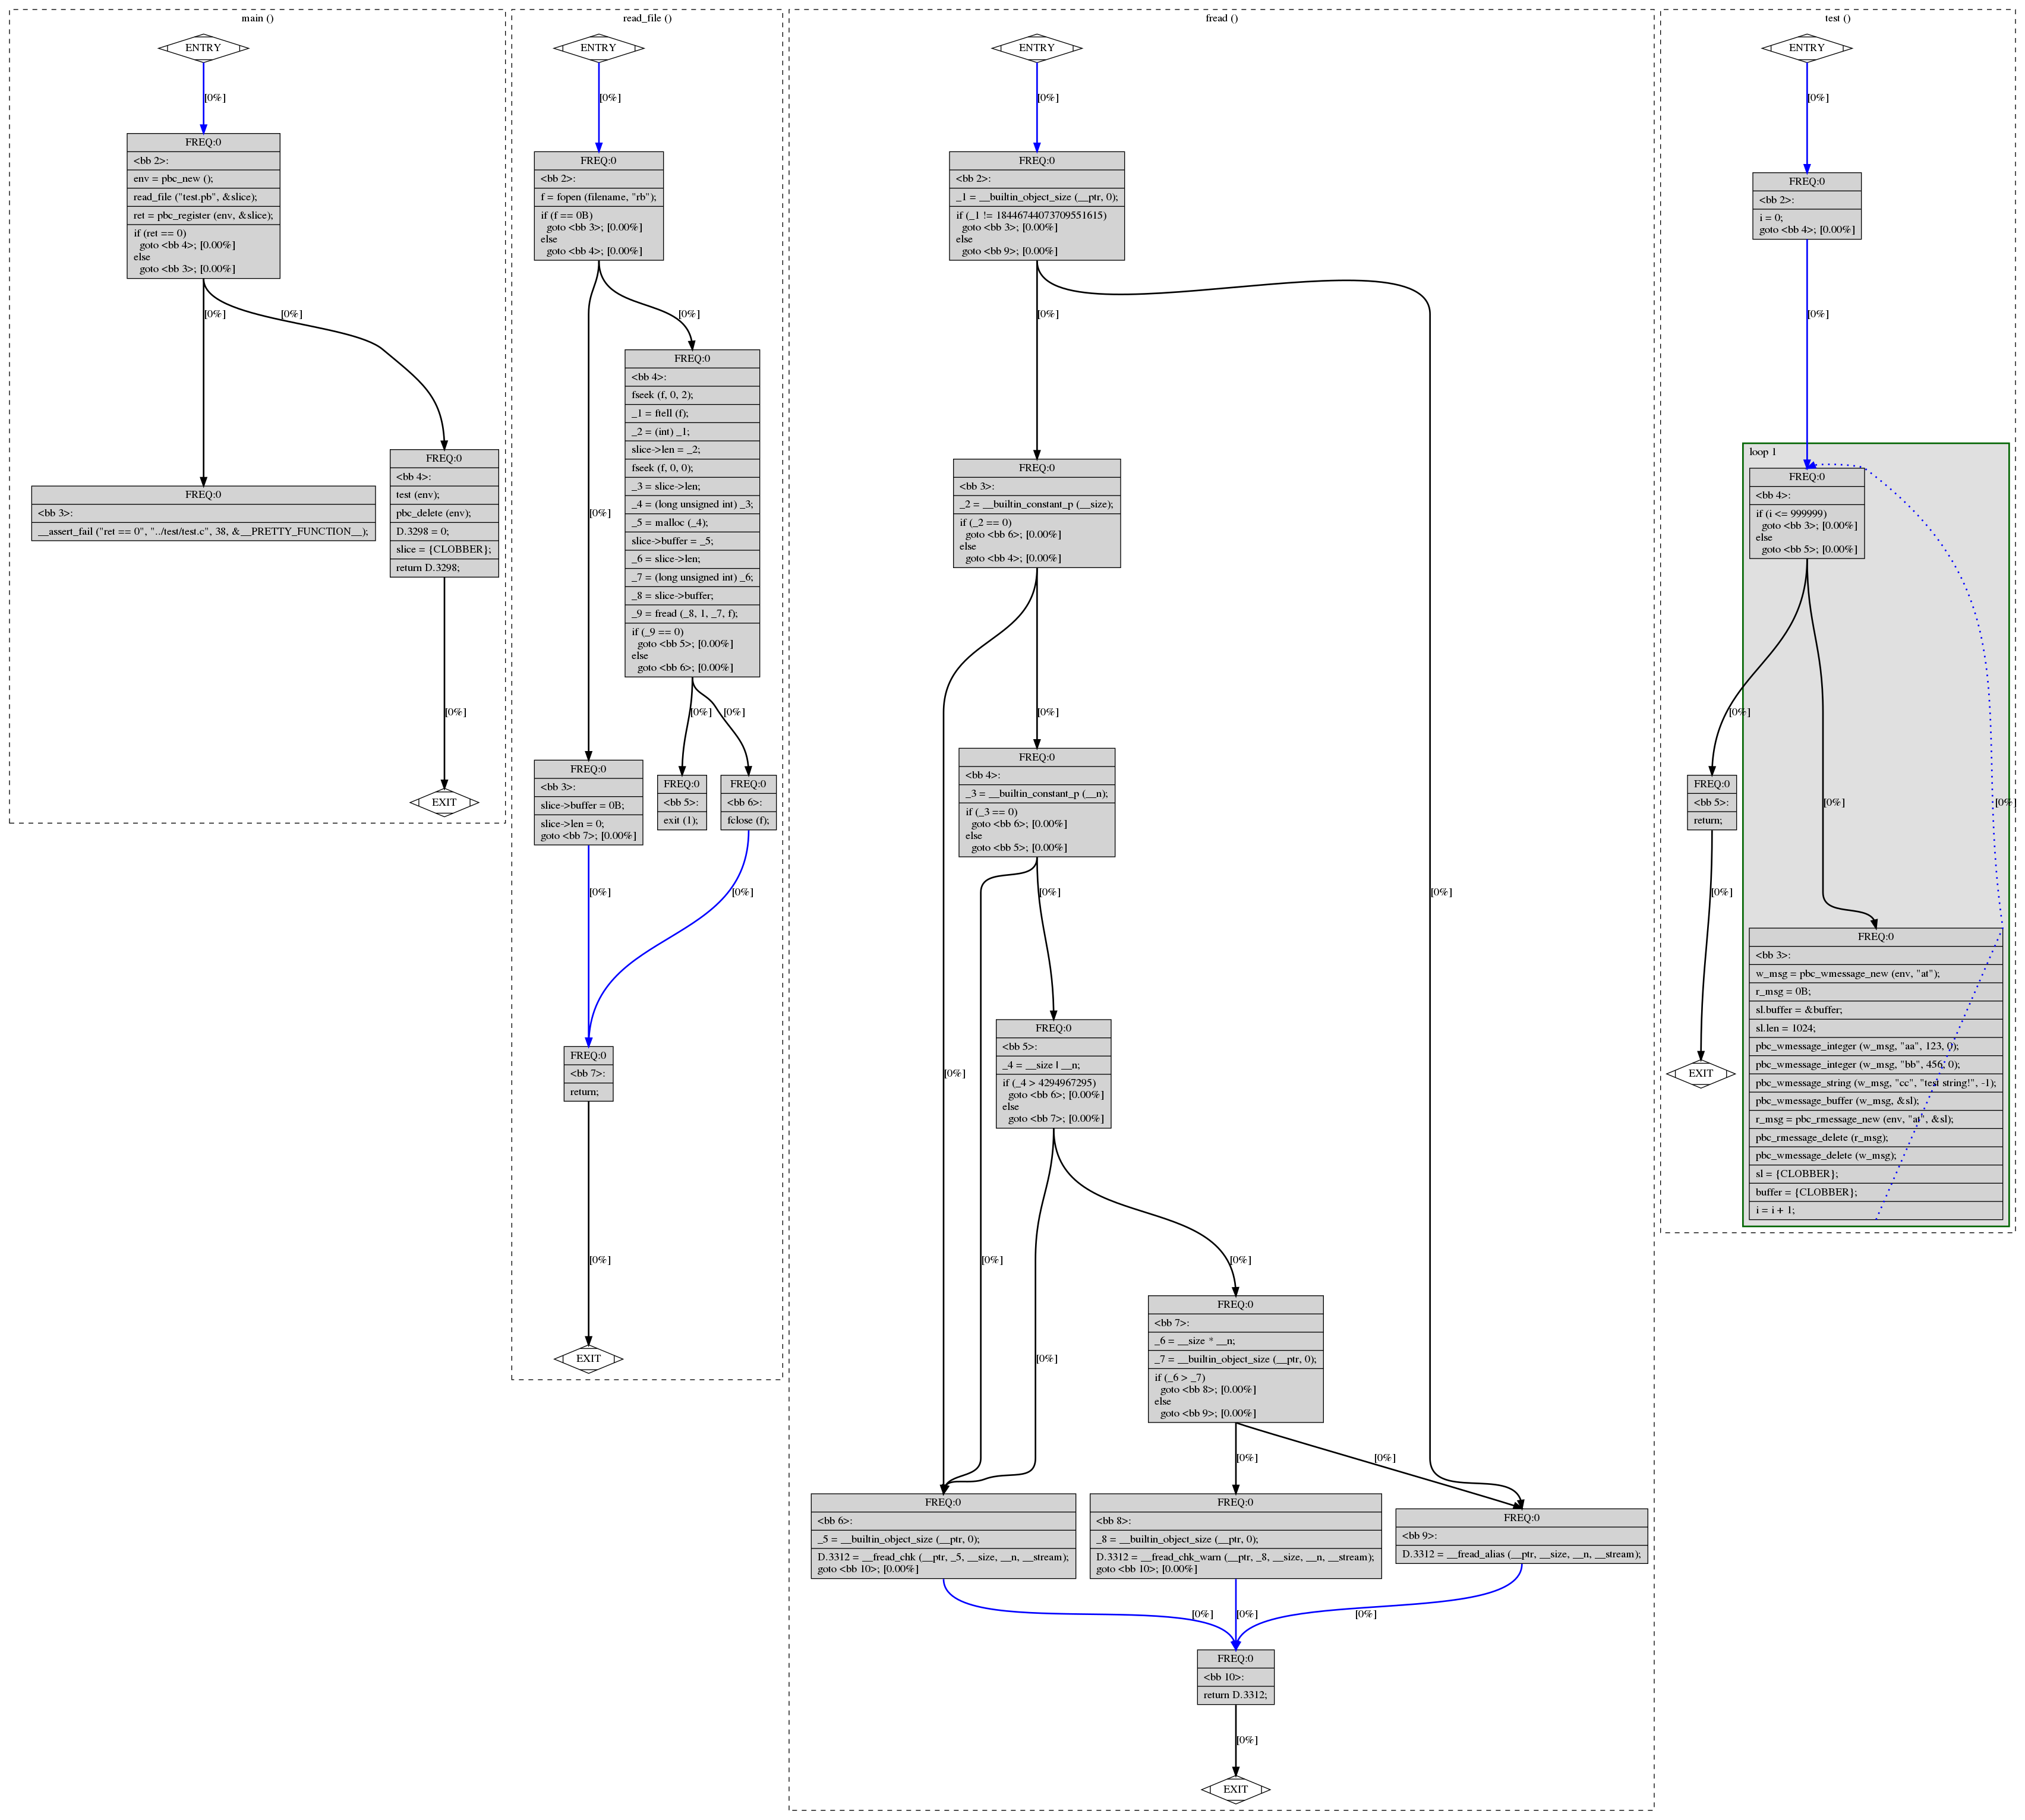 main ()
ENTRY
[0%]
FREQ:0
<bb 2>:
env = pbc_new ();
read_file ("test.pb", &slice);
ret = pbc_register (env, &slice);
if (ret == 0)
goto <bb 4>; [0.00%]
else
goto <bb 3>; [0.00%]
[0%]
[0%]
FREQ:0
<bb 3>:
__assert_fail ("ret == 0", "../test/test.c", 38, &__PRETTY_FUNCTION__);
FREQ:0
<bb 4>:
test (env);
pbc_delete (env);
D.3298 = 0;
slice = {CLOBBER};
return D.3298;
[0%]
EXIT
read_file ()
ENTRY
[0%]
FREQ:0
<bb 2>:
f = fopen (filename, "rb");
if (f == 0B)
goto <bb 3>; [0.00%]
else
goto <bb 4>; [0.00%]
[0%]
[0%]
FREQ:0
<bb 4>:
fseek (f, 0, 2);
_1 = ftell (f);
_2 = (int) _1;
slice->len = _2;
fseek (f, 0, 0);
_3 = slice->len;
_4 = (long unsigned int) _3;
_5 = malloc (_4);
slice->buffer = _5;
_6 = slice->len;
_7 = (long unsigned int) _6;
_8 = slice->buffer;
_9 = fread (_8, 1, _7, f);
if (_9 == 0)
goto <bb 5>; [0.00%]
else
goto <bb 6>; [0.00%]
[0%]
[0%]
FREQ:0
<bb 3>:
slice->buffer = 0B;
slice->len = 0;
goto <bb 7>; [0.00%]
FREQ:0
<bb 5>:
exit (1);
FREQ:0
<bb 6>:
fclose (f);
[0%]
[0%]
FREQ:0
<bb 7>:
return;
[0%]
EXIT
fread ()
ENTRY
[0%]
FREQ:0
<bb 2>:
_1 = __builtin_object_size (__ptr, 0);
if (_1 != 18446744073709551615)
goto <bb 3>; [0.00%]
else
goto <bb 9>; [0.00%]
[0%]
[0%]
FREQ:0
<bb 3>:
_2 = __builtin_constant_p (__size);
if (_2 == 0)
goto <bb 6>; [0.00%]
else
goto <bb 4>; [0.00%]
[0%]
[0%]
FREQ:0
<bb 4>:
_3 = __builtin_constant_p (__n);
if (_3 == 0)
goto <bb 6>; [0.00%]
else
goto <bb 5>; [0.00%]
[0%]
[0%]
FREQ:0
<bb 5>:
_4 = __size | __n;
if (_4 > 4294967295)
goto <bb 6>; [0.00%]
else
goto <bb 7>; [0.00%]
[0%]
[0%]
FREQ:0
<bb 7>:
_6 = __size * __n;
_7 = __builtin_object_size (__ptr, 0);
if (_6 > _7)
goto <bb 8>; [0.00%]
else
goto <bb 9>; [0.00%]
[0%]
[0%]
FREQ:0
<bb 6>:
_5 = __builtin_object_size (__ptr, 0);
D.3312 = __fread_chk (__ptr, _5, __size, __n, __stream);
goto <bb 10>; [0.00%]
FREQ:0
<bb 8>:
_8 = __builtin_object_size (__ptr, 0);
D.3312 = __fread_chk_warn (__ptr, _8, __size, __n, __stream);
goto <bb 10>; [0.00%]
FREQ:0
<bb 9>:
D.3312 = __fread_alias (__ptr, __size, __n, __stream);
[0%]
[0%]
[0%]
FREQ:0
<bb 10>:
return D.3312;
[0%]
EXIT
test ()
ENTRY
[0%]
FREQ:0
<bb 2>:
i = 0;
goto <bb 4>; [0.00%]
[0%]
loop 1
FREQ:0
<bb 4>:
if (i <= 999999)
goto <bb 3>; [0.00%]
else
goto <bb 5>; [0.00%]
[0%]
[0%]
[0%]
FREQ:0
<bb 5>:
return;
[0%]
EXIT
FREQ:0
<bb 3>:
w_msg = pbc_wmessage_new (env, "at");
r_msg = 0B;
sl.buffer = &buffer;
sl.len = 1024;
pbc_wmessage_integer (w_msg, "aa", 123, 0);
pbc_wmessage_integer (w_msg, "bb", 456, 0);
pbc_wmessage_string (w_msg, "cc", "test string!", -1);
pbc_wmessage_buffer (w_msg, &sl);
r_msg = pbc_rmessage_new (env, "at", &sl);
pbc_rmessage_delete (r_msg);
pbc_wmessage_delete (w_msg);
sl = {CLOBBER};
buffer = {CLOBBER};
i = i + 1;